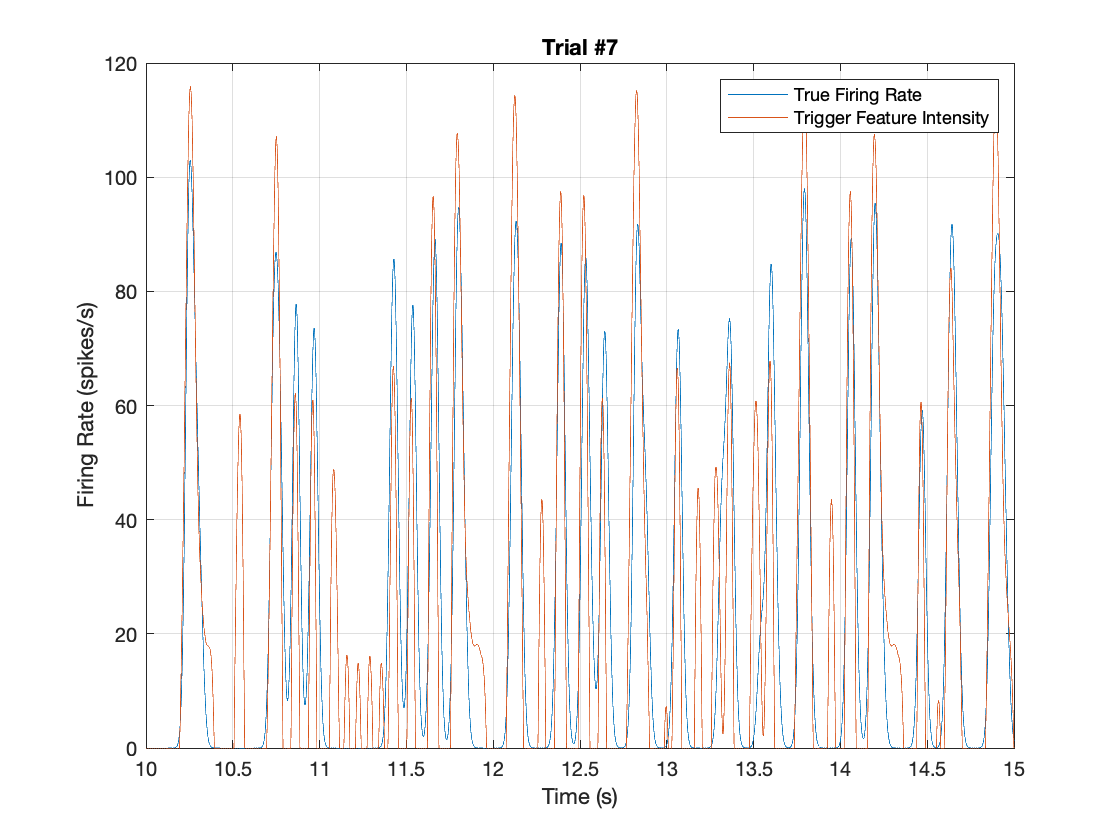 Trial #7
120
100
80
60
40
20
0
Firing Rate (spikes/s)
True Firing Rate
Trigger Feature Intensity
10 10.5 11 11.5 12 12.5 13 13.5 14 14.5 15
Time (s)